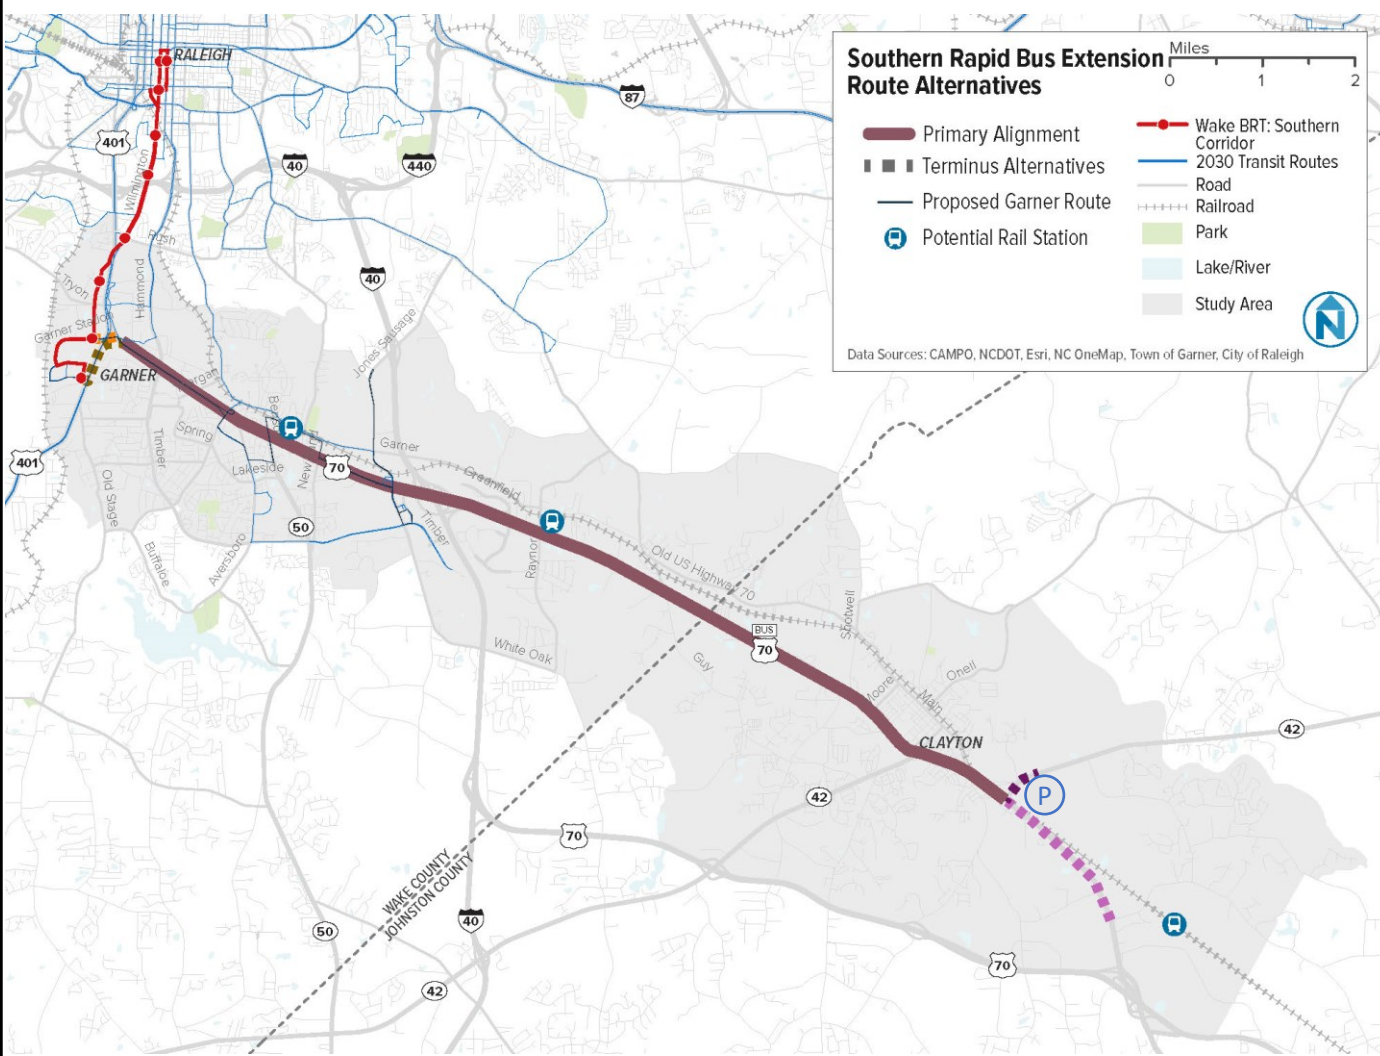 Southern Rapid Bus Extension
Route Alternatives
Miles
0 1 2
Primary Alignment
Terminus Alternatives
Proposed Garner Route
Potential Rail Station
Wake BRT: Southern
Corridor
2030 Transit Routes
Road
Railroad
Park
Lake/River
Study Area
N
Data Sources: CAMPO, NCDOT, Esri, NC OneMap, Town of Garner, City of Raleigh
RALEIGH
87
401
40
440
Wilmington
Rush
Hammond
Tryon
40
Garner Station
Jones Sausage
GARNER
Spring
Timber
Lakeside
70
Garner
Greenfield
401
Old Stage
50
Timber
Buffaloe
Aversboro
Raynor
Old US Highway 70
Shotwell
BUS
70
White Oak
Guy
Moore
Oneil
Main
CLAYTON
42
42
P
70
WAKE COUNTY
JOHNSTON COUNTY
50
40
70
42